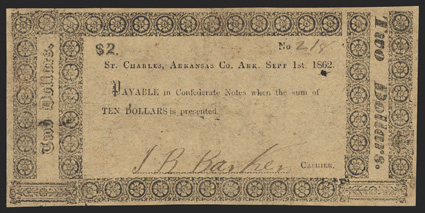 Two Dollars.
$2. No 218
St. Charles, Arkansas Co. Ark. Sept 1st. 1862.
Payable in Confederate Notes when the sum of
TEN DOLLARS is presented
J R Barker Cashier.
Two Dollars.